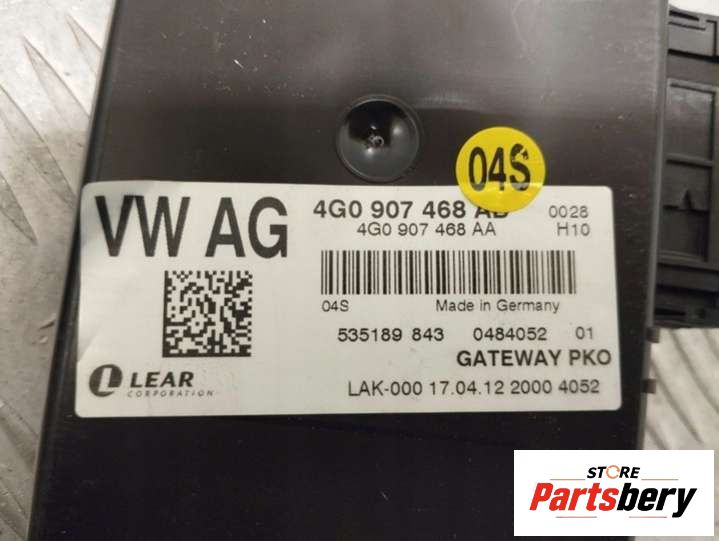 04S
VW AG
4G0 907 468
0028
4G0 907 468 AA
H10
04S
Made in Germany
535189 843
0484052
01
GATEWAY PKO
LEAR
CORPORATION
LAK-000 17.04.12 2000 4052
STORE
Partsbery